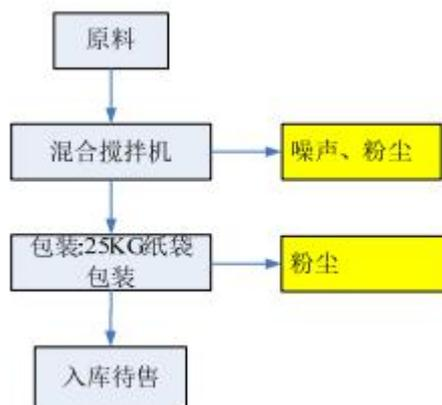 原料
混合搅拌机
噪声、粉尘
包装:25KG纸袋
包装
粉尘
入库待售